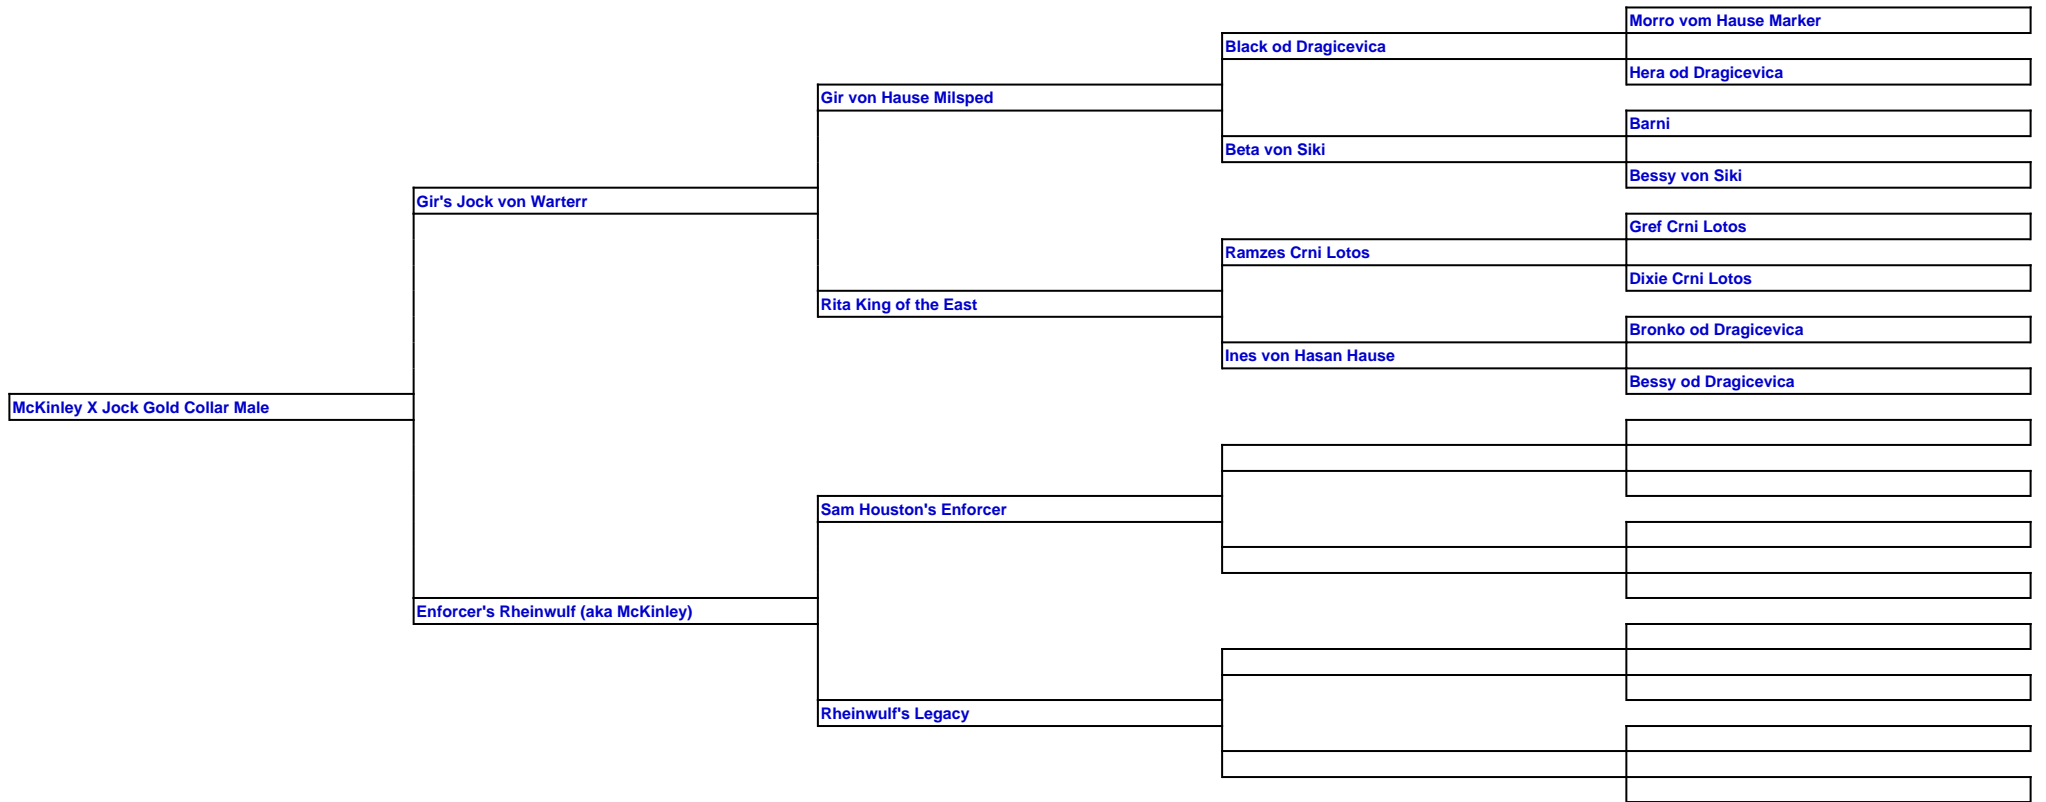 Morro vom Hause Marker
Black od Dragicevica
Hera od Dragicevica
Gir von Hause Milsped
Barni
Beta von Siki
Bessy von Siki
Gir's Jock von Warterr
Gref Crni Lotos
Ramzes Crni Lotos
Dixie Crni Lotos
Rita King of the East
Bronko od Dragicevica
Ines von Hasan Hause
Bessy od Dragicevica
McKinley X Jock Gold Collar Male
Sam Houston's Enforcer
Enforcer's Rheinwulf (aka McKinley)
Rheinwulf's Legacy